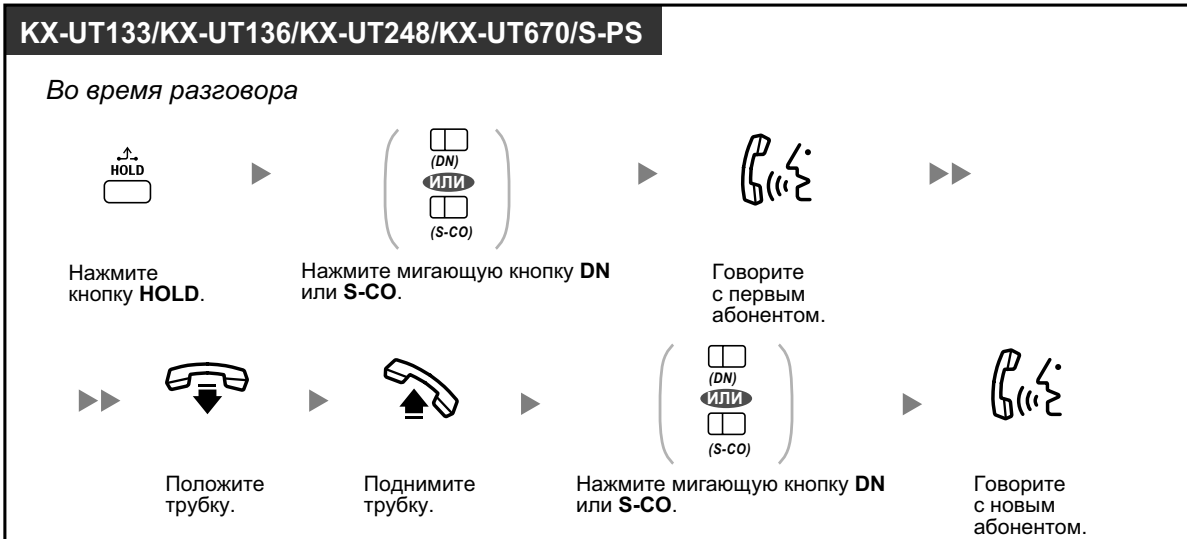 KX-UT133/KX-UT136/KX-UT248/KX-UT670/S-PS
Во время разговора
HOLD
(DN)
ИЛИ
(S-CO)
Нажмите
кнопку HOLD.
Нажмите мигающую кнопку DN
или S-CO.
Говорите
с первым
абонентом.
(DN)
ИЛИ
(S-CO)
Положите
трубку.
Поднимите
трубку.
Нажмите мигающую кнопку DN
или S-CO.
Говорите
с новым
абонентом.